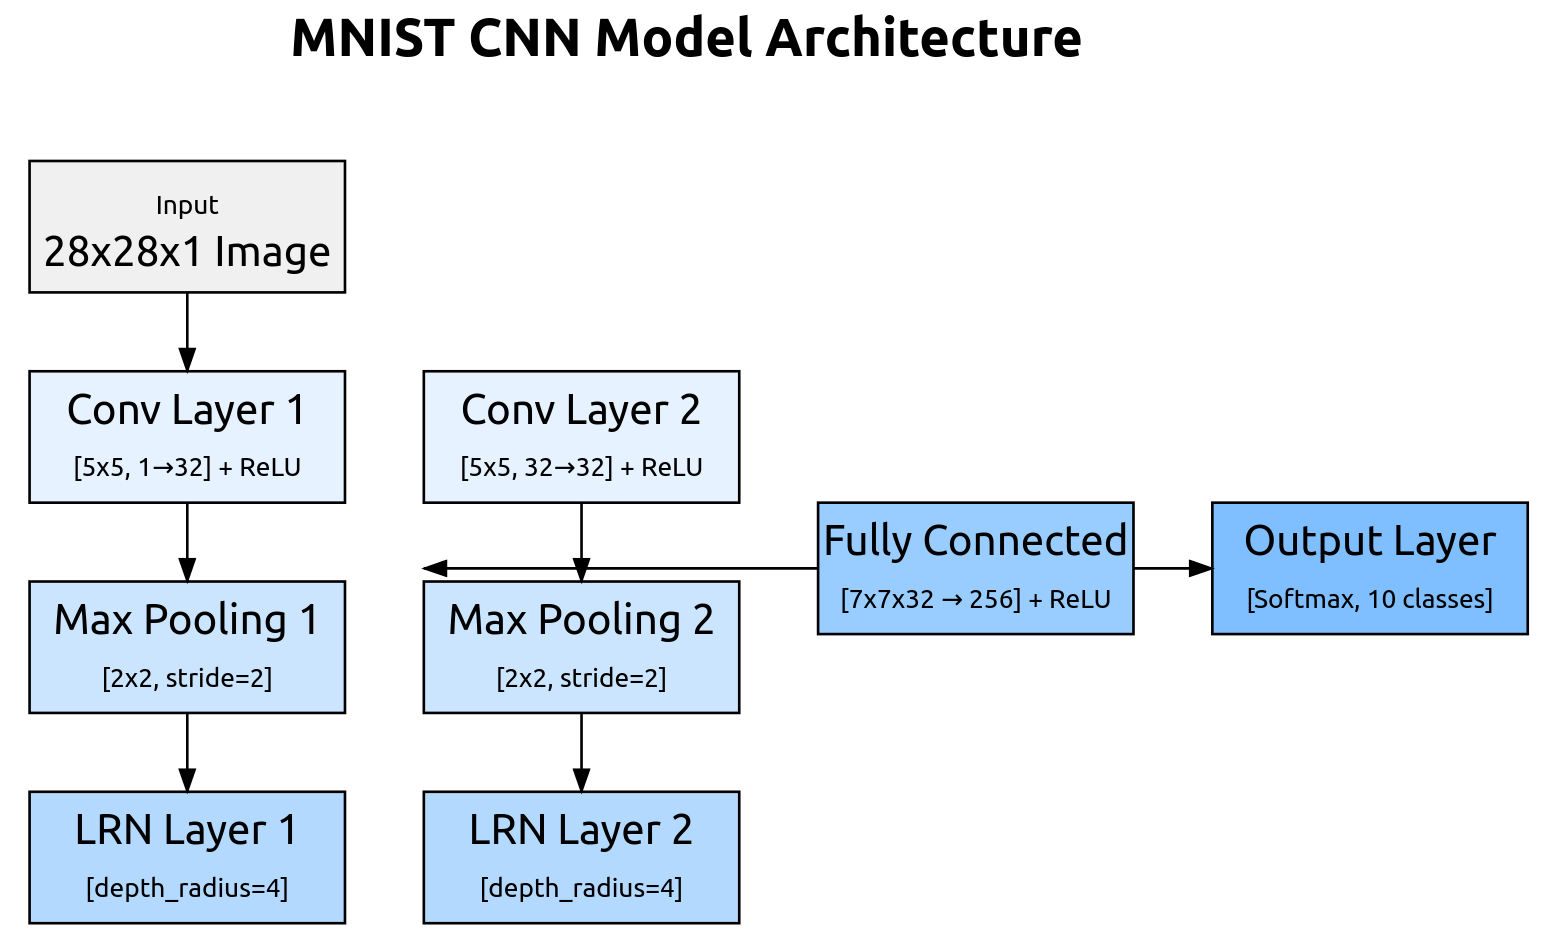 MNIST CNN Model Architecture
Input
28x28x1 Image
Conv Layer 1
[5x5, 1→32] + ReLU
Max Pooling 1
[2x2, stride=2]
LRN Layer 1
[depth_radius=4]
Conv Layer 2
[5x5, 32→32] + ReLU
Max Pooling 2
[2x2, stride=2]
LRN Layer 2
[depth_radius=4]
Fully Connected
[7x7x32 → 256] + ReLU
Output Layer
[Softmax, 10 classes]